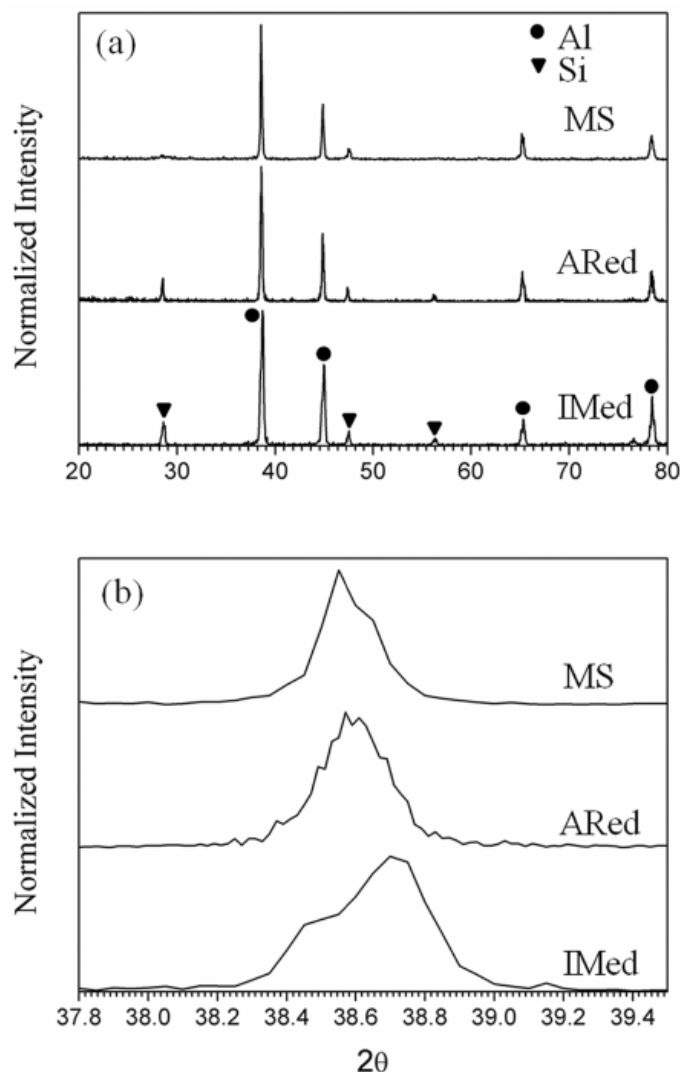 (a)
● Al
▼ Si
MS
ARed
IMed
Normalized Intensity
20 30 40 50 60 70 80
(b)
MS
ARed
IMed
Normalized Intensity
37.8 38.0 38.2 38.4 38.6 38.8 39.0 39.2 39.4
2θ